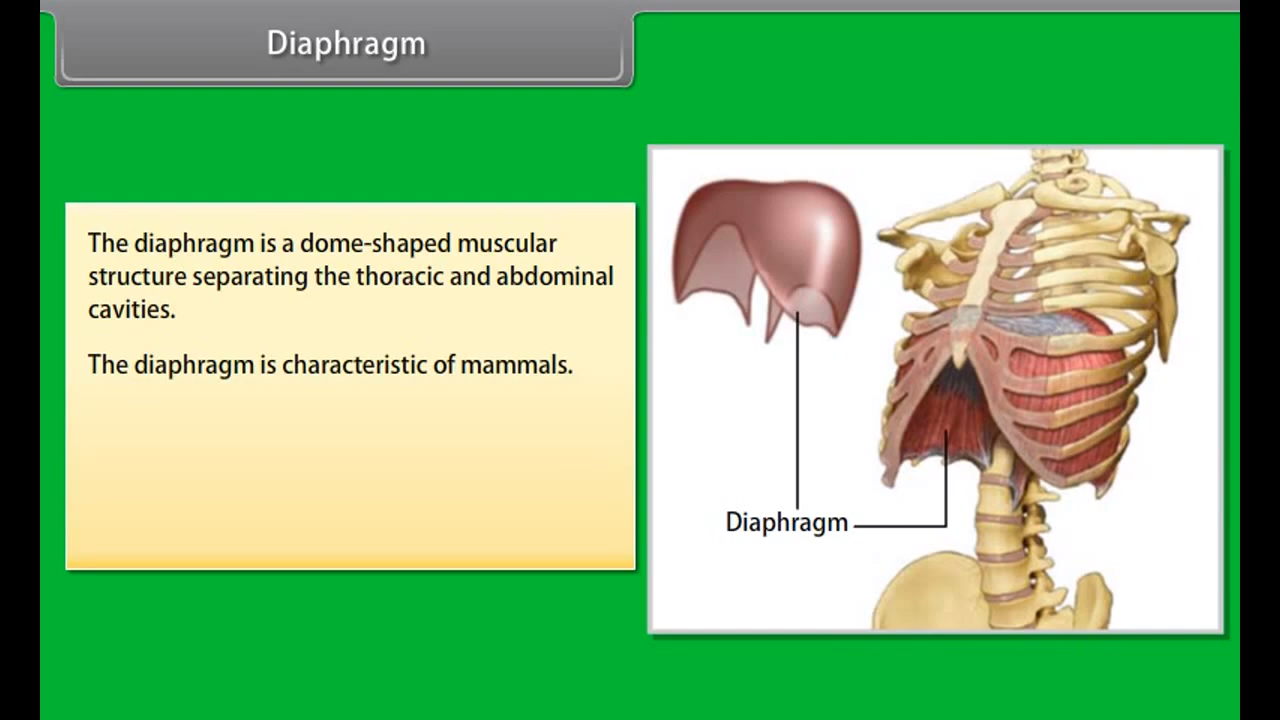 Diaphragm
The diaphragm is a dome-shaped muscular
structure separating the thoracic and abdominal
cavities.
The diaphragm is characteristic of mammals.
Diaphragm